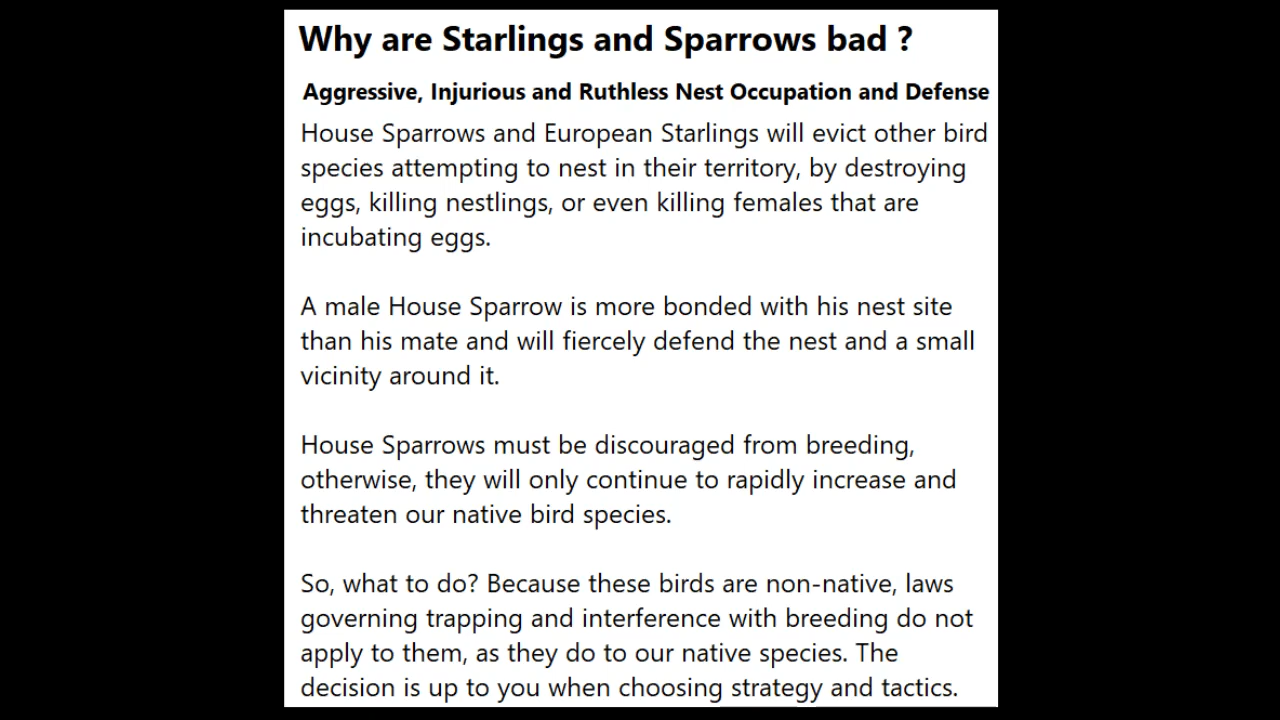 Why are Starlings and Sparrows bad ?
Aggressive, Injurious and Ruthless Nest Occupation and Defense
House Sparrows and European Starlings will evict other bird
species attempting to nest in their territory, by destroying
eggs, killing nestlings, or even killing females that are
incubating eggs.
A male House Sparrow is more bonded with his nest site
than his mate and will fiercely defend the nest and a small
vicinity around it.
House Sparrows must be discouraged from breeding,
otherwise, they will only continue to rapidly increase and
threaten our native bird species.
So, what to do? Because these birds are non-native, laws
governing trapping and interference with breeding do not
apply to them, as they do to our native species. The
decision is up to you when choosing strategy and tactics.